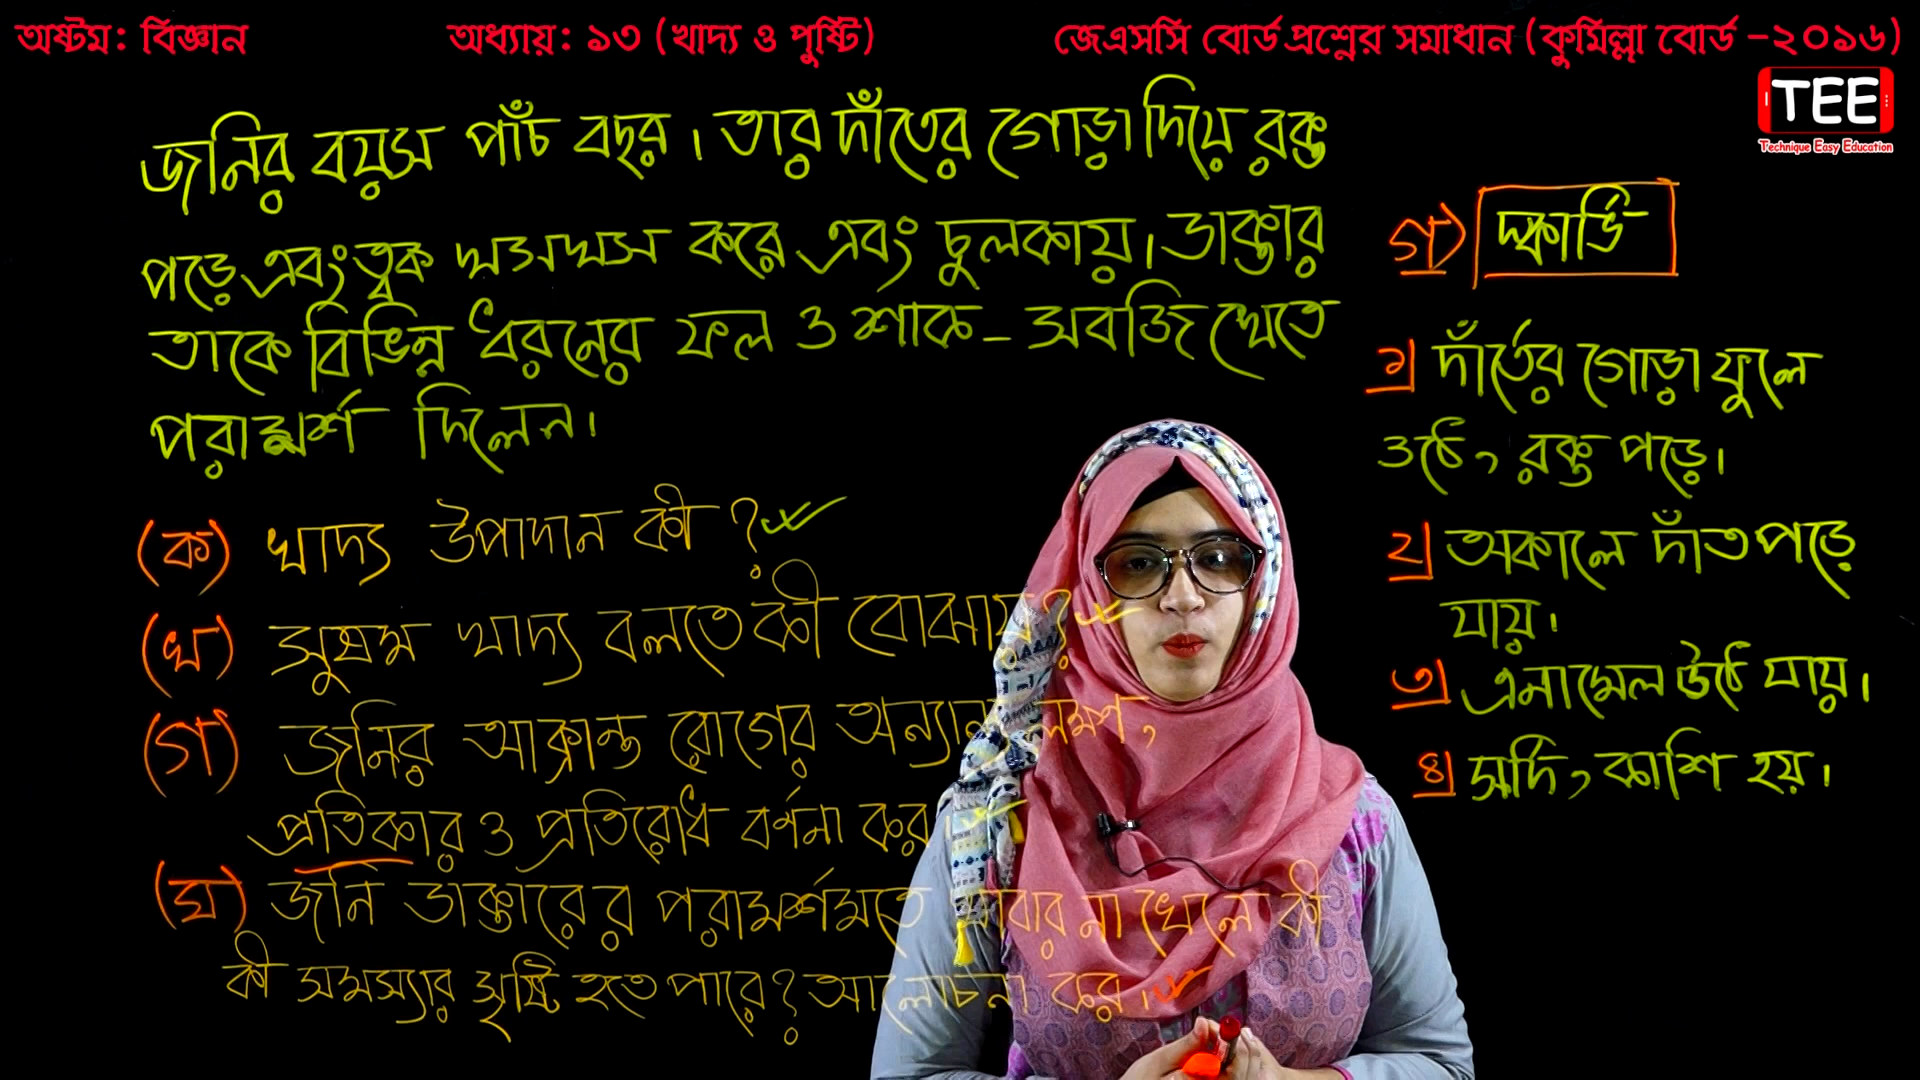 অষ্টম: বিজ্ঞান
অধ্যায়: ১৩ (খাদ্য ও পুষ্টি)
জেএসসি বোর্ড প্রশ্নের সমাধান (কুমিল্লা বোর্ড -২০১৬)
TEE
Technique Easy Education
জনির বয়স পাঁচ বছর। তার দাঁতের গোড়া দিয়ে রক্ত
পড়ে এবং ত্বক খসখস করে এবং চুলকায়। ডাক্তার
তাকে বিভিন্ন ধরনের ফল ও শাক-সবজি খেতে
পরামর্শ দিলেন।
(ক) খাদ্য উপাদান কী ?
(খ) সুষম খাদ্য বলতে কী বোঝায় ?
(গ) জনির আক্রান্ত রোগের অন্যান্য লক্ষণ,
প্রতিকার ও প্রতিরোধ বর্ণনা কর।
(ঘ) জনি ডাক্তারের পরামর্শমতে খাবার না খেলে কী
কী সমস্যার সৃষ্টি হতে পারে? আলোচনা কর।
গ) স্কার্ভি
১) দাঁতের গোড়া ফুলে
ওঠে, রক্ত পড়ে।
২) অকালে দাঁত পড়ে
যায়।
৩) এনামেল উঠে যায়।
৪) সর্দি, কাশি হয়।